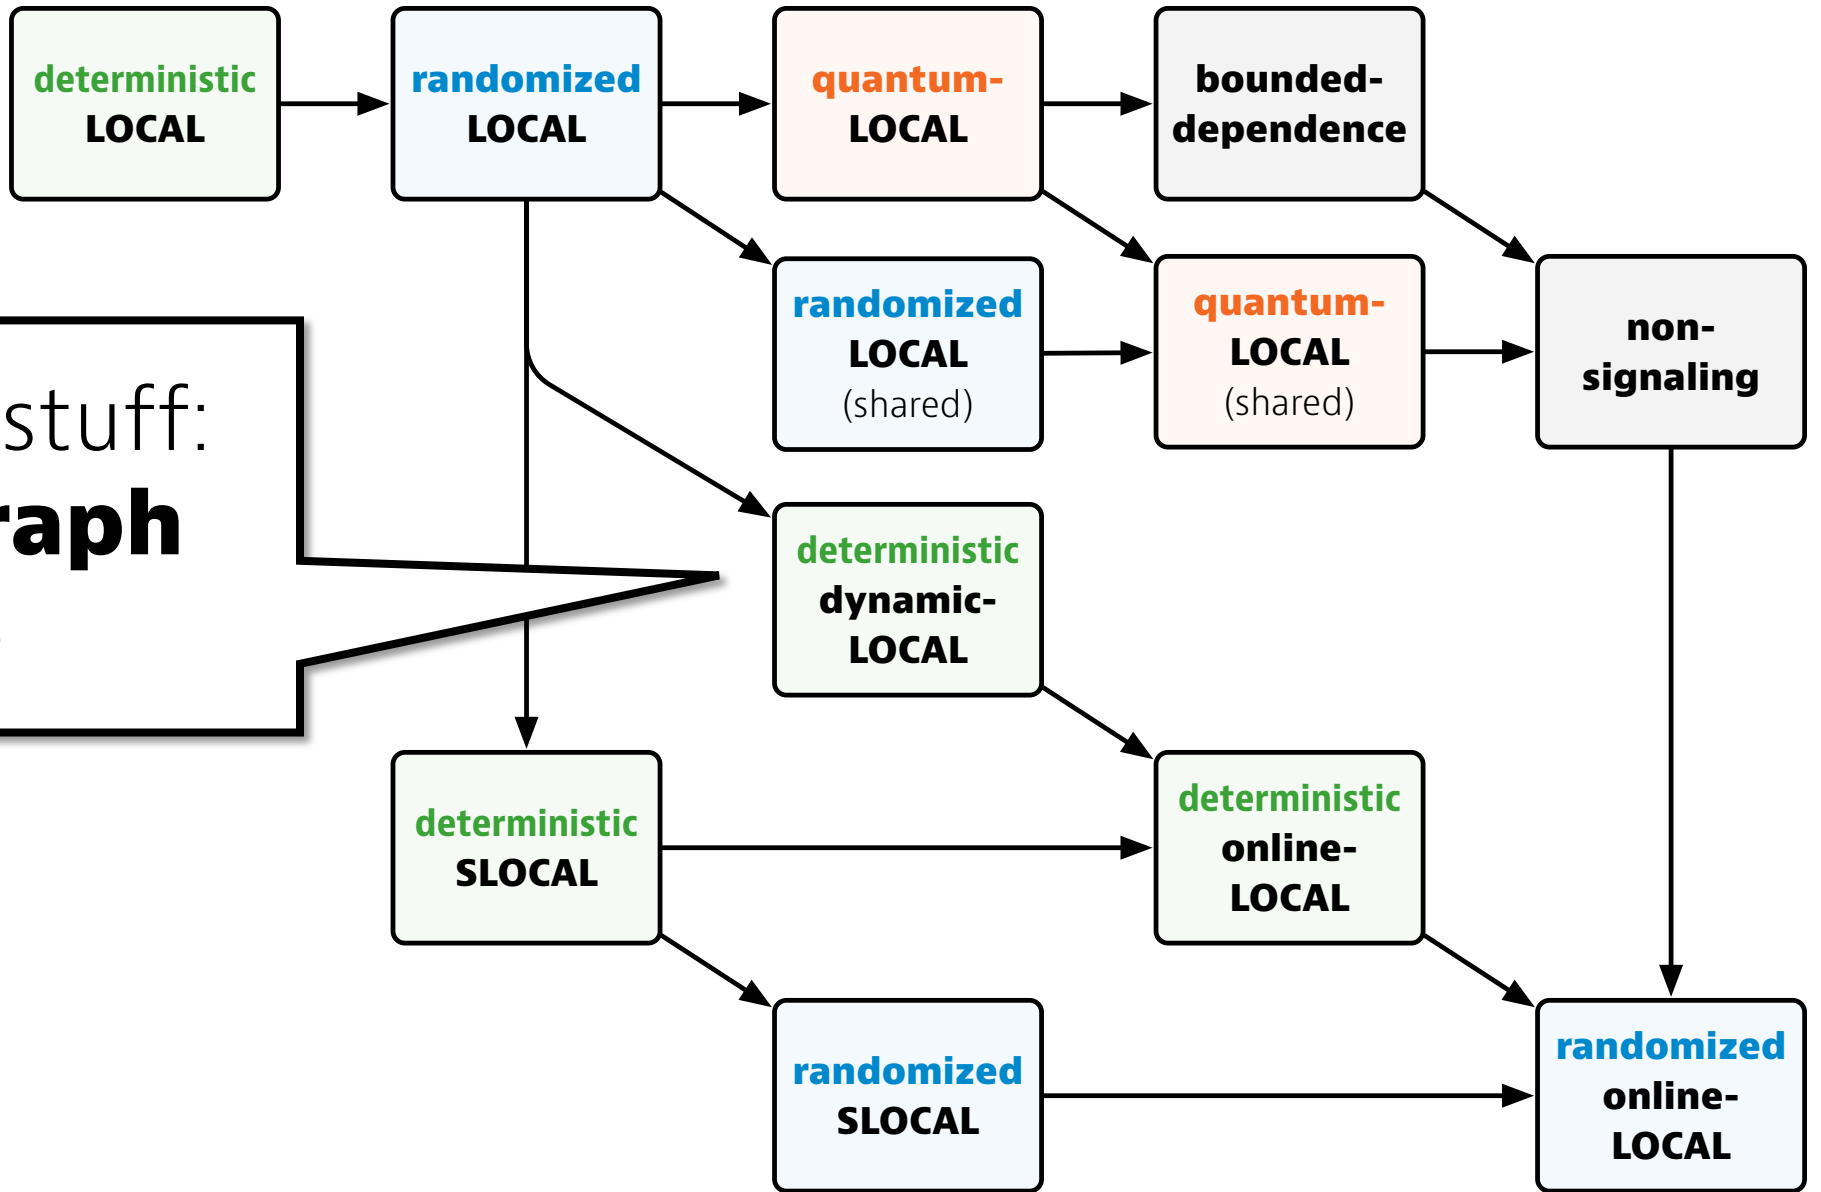 deterministic
LOCAL
randomized
LOCAL
quantum-
LOCAL
bounded-
dependence
randomized
LOCAL
(shared)
quantum-
LOCAL
(shared)
non-
signaling
stuff:
raph
deterministic
dynamic-
LOCAL
deterministic
SLOCAL
deterministic
online-
LOCAL
randomized
SLOCAL
randomized
online-
LOCAL